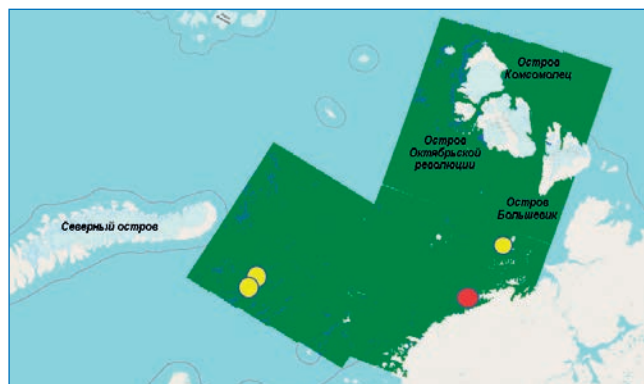 Остров
Комсомолец
Остров
Октябрьской
революции
Остров
Большевик
Северный остров